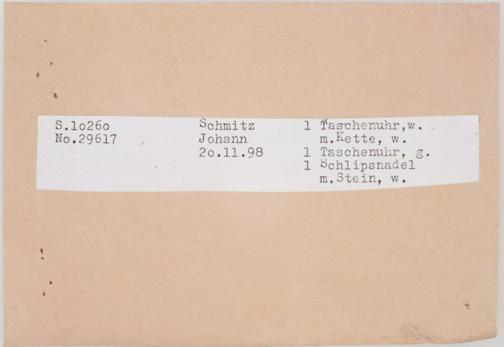 S.1o26o Schmitz 1 Taschenuhr,w.
No.29617 Johann m.Kette, w.
2o.11.98 1 Taschenuhr, g.
1 Schlipsnadel
m.Stein, w.